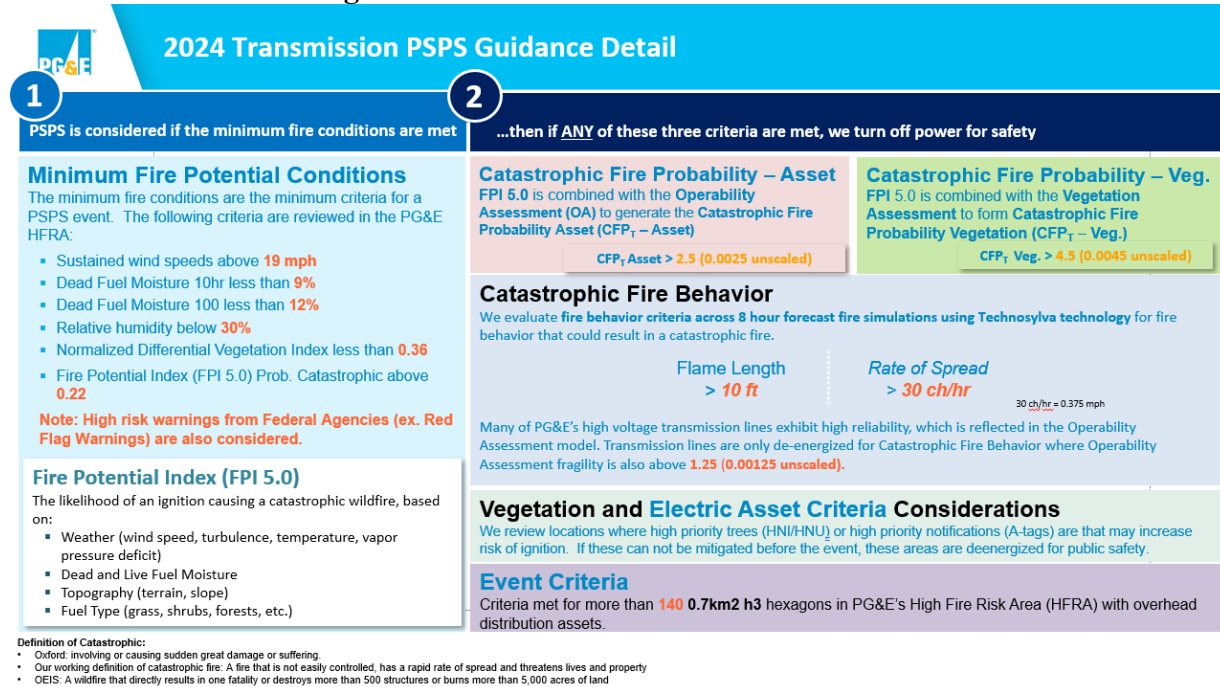 PG&E
2024 Transmission PSPS Guidance Detail
1
PSPS is considered if the minimum fire conditions are met
Minimum Fire Potential Conditions
The minimum fire conditions are the minimum criteria for a
PSPS event. The following criteria are reviewed in the PG&E
HFRA:
▪ Sustained wind speeds above 19 mph
▪ Dead Fuel Moisture 10hr less than 9%
▪ Dead Fuel Moisture 100 less than 12%
▪ Relative humidity below 30%
▪ Normalized Differential Vegetation Index less than 0.36
▪ Fire Potential Index (FPI 5.0) Prob. Catastrophic above
0.22
Note: High risk warnings from Federal Agencies (ex. Red
Flag Warnings) are also considered.
Fire Potential Index (FPI 5.0)
The likelihood of an ignition causing a catastrophic wildfire, based
on:
▪ Weather (wind speed, turbulence, temperature, vapor
pressure deficit)
▪ Dead and Live Fuel Moisture
▪ Topography (terrain, slope)
▪ Fuel Type (grass, shrubs, forests, etc.)
2
...then if ANY of these three criteria are met, we turn off power for safety
Catastrophic Fire Probability – Asset
FPI 5.0 is combined with the Operability
Assessment (OA) to generate the Catastrophic Fire
Probability Asset (CFPT – Asset)
CFPT Asset > 2.5 (0.0025 unscaled)
Catastrophic Fire Probability – Veg.
FPI 5.0 is combined with the Vegetation
Assessment to form Catastrophic Fire
Probability Vegetation (CFPT – Veg.)
CFPT Veg. > 4.5 (0.0045 unscaled)
Catastrophic Fire Behavior
We evaluate fire behavior criteria across 8 hour forecast fire simulations using Technosylva technology for fire
behavior that could result in a catastrophic fire.
Flame Length
> 10 ft
Rate of Spread
> 30 ch/hr
30 ch/hr = 0.375 mph
Many of PG&E's high voltage transmission lines exhibit high reliability, which is reflected in the Operability
Assessment model. Transmission lines are only de-energized for Catastrophic Fire Behavior where Operability
Assessment fragility is also above 1.25 (0.00125 unscaled).
Vegetation and Electric Asset Criteria Considerations
We review locations where high priority trees (HNI/HNU) or high priority notifications (A-tags) are that may increase
risk of ignition. If these can not be mitigated before the event, these areas are deenergized for public safety.
Event Criteria
Criteria met for more than 140 0.7km2 h3 hexagons in PG&E's High Fire Risk Area (HFRA) with overhead
distribution assets.
Definition of Catastrophic:
• Oxford: involving or causing sudden great damage or suffering.
• Our working definition of catastrophic fire: A fire that is not easily controlled, has a rapid rate of spread and threatens lives and property
• OEIS: A wildfire that directly results in one fatality or destroys more than 500 structures or burns more than 5,000 acres of land